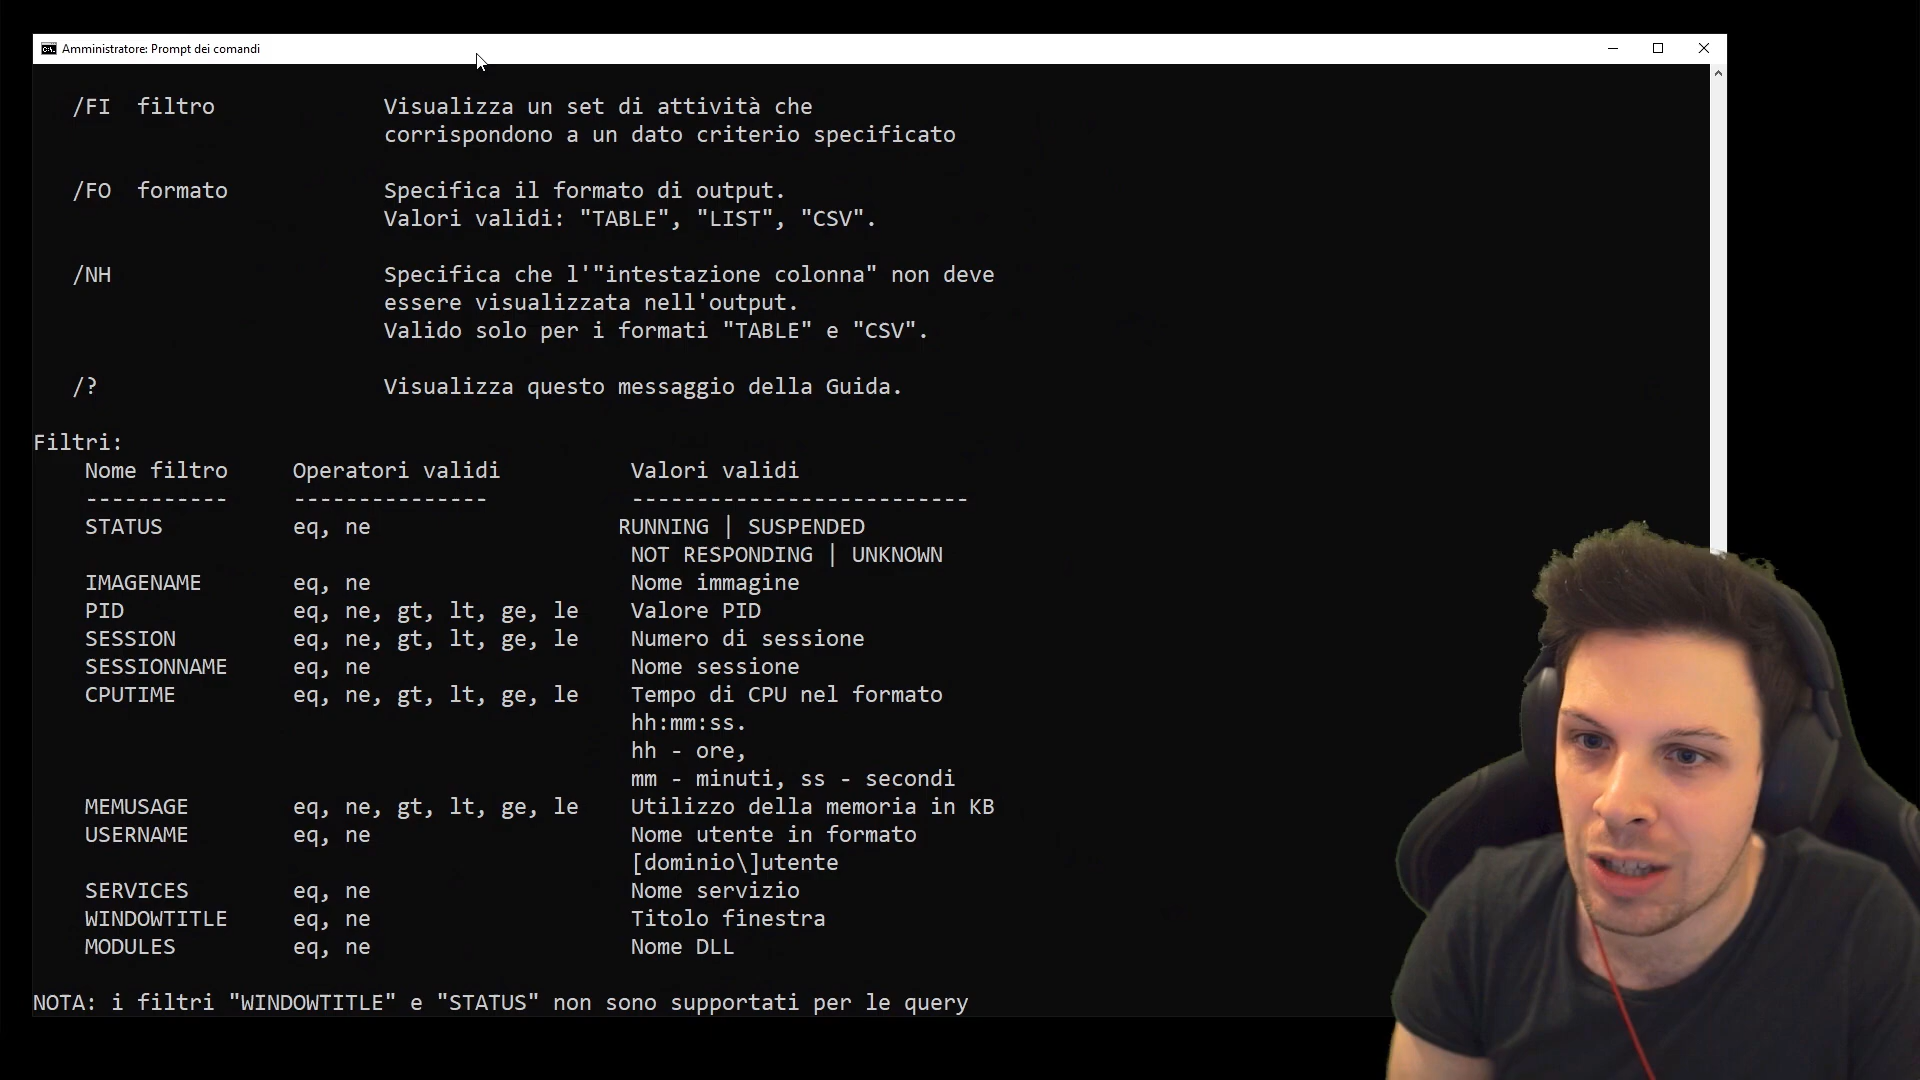 Amministratore: Prompt dei comandi
/FI filtro Visualizza un set di attività che
corrispondono a un dato criterio specificato
/FO formato Specifica il formato di output.
Valori validi: "TABLE", "LIST", "CSV".
/NH Specifica che l'"intestazione colonna" non deve
essere visualizzata nell'output.
Valido solo per i formati "TABLE" e "CSV".
/? Visualizza questo messaggio della Guida.
Filtri:
Nome filtro Operatori validi Valori validi
----------- --------------- --------------------------
STATUS eq, ne RUNNING | SUSPENDED
NOT RESPONDING | UNKNOWN
IMAGENAME eq, ne Nome immagine
PID eq, ne, gt, lt, ge, le Valore PID
SESSION eq, ne, gt, lt, ge, le Numero di sessione
SESSIONNAME eq, ne Nome sessione
CPUTIME eq, ne, gt, lt, ge, le Tempo di CPU nel formato
hh:mm:ss.
hh - ore,
mm - minuti, ss - secondi
MEMUSAGE eq, ne, gt, lt, ge, le Utilizzo della memoria in KB
USERNAME eq, ne Nome utente in formato
[dominio\]utente
SERVICES eq, ne Nome servizio
WINDOWTITLE eq, ne Titolo finestra
MODULES eq, ne Nome DLL
NOTA: i filtri "WINDOWTITLE" e "STATUS" non sono supportati per le query